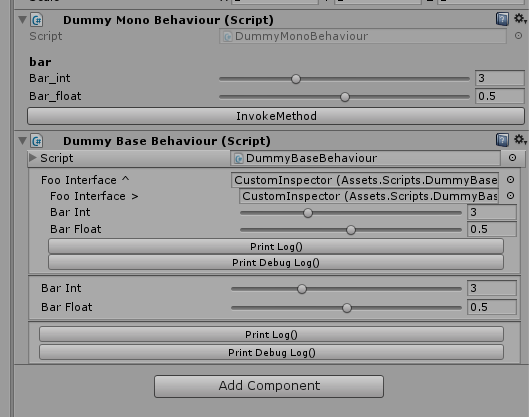 Dummy Mono Behaviour (Script)
Script DummyMonoBehaviour
bar
Bar_int 3
Bar_float 0.5
InvokeMethod
Dummy Base Behaviour (Script)
Script DummyBaseBehaviour
Foo Interface ^ CustomInspector (Assets.Scripts.DummyBase
Foo Interface > CustomInspector (Assets.Scripts.DummyBas
Bar Int 3
Bar Float 0.5
Print Log()
Print Debug Log()
Bar Int 3
Bar Float 0.5
Print Log()
Print Debug Log()
Add Component